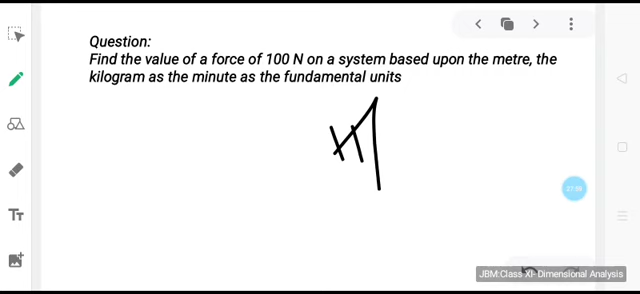 Question:
Find the value of a force of 100 N on a system based upon the metre, the
kilogram as the minute as the fundamental units
Tт
JBM:Class XI- Dimensional Analysis